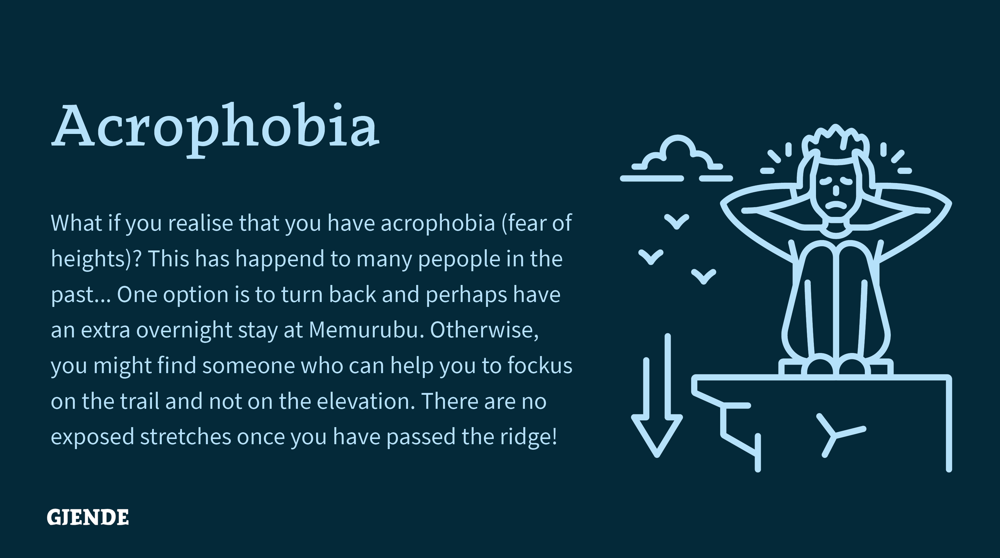 Acrophobia
What if you realise that you have acrophobia (fear of
heights)? This has happend to many pepople in the
past... One option is to turn back and perhaps have
an extra overnight stay at Memurubu. Otherwise,
you might find someone who can help you to fockus
on the trail and not on the elevation. There are no
exposed stretches once you have passed the ridge!
GJENDE